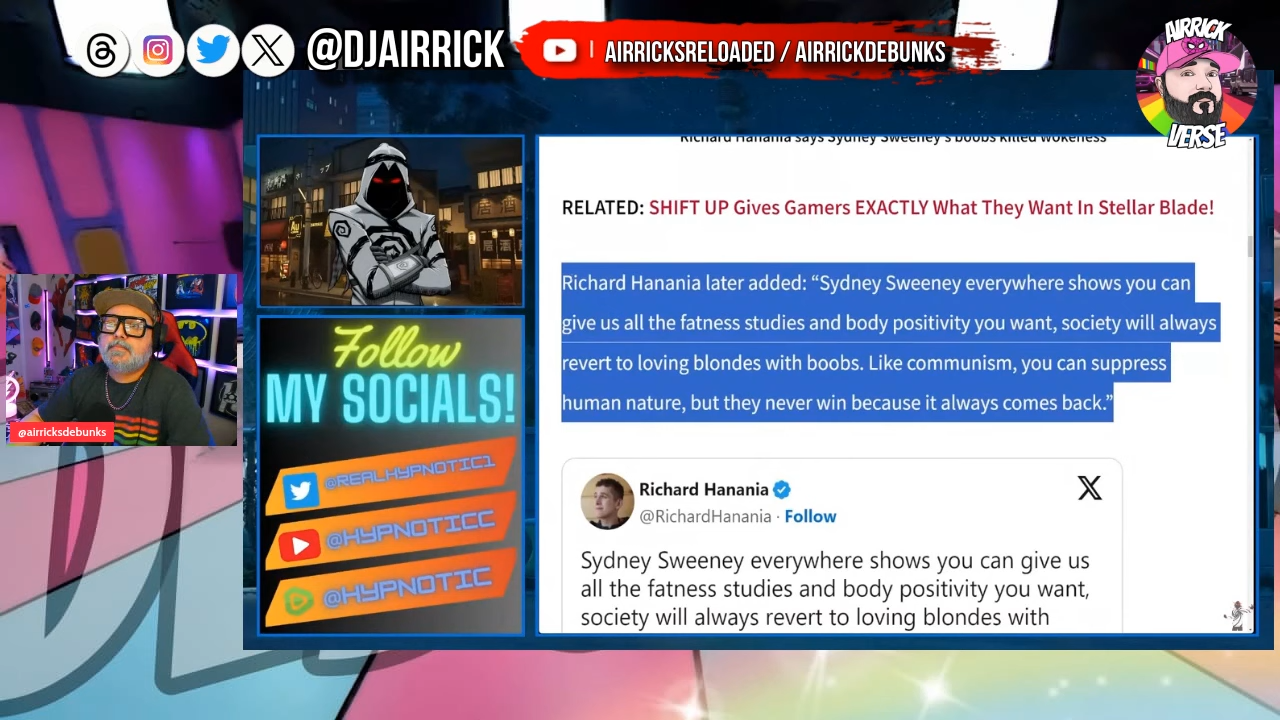 @DJAIRRICK
AIRRICKSRELOADED / AIRRICKDEBUNKS
AIRRICK
VERSE
Richard Hanania says Sydney Sweeney's boobs killed wokeness
RELATED: SHIFT UP Gives Gamers EXACTLY What They Want In Stellar Blade!
Richard Hanania later added: “Sydney Sweeney everywhere shows you can
give us all the fatness studies and body positivity you want, society will always
revert to loving blondes with boobs. Like communism, you can suppress
human nature, but they never win because it always comes back.”
Follow
MY SOCIALS!
@REALHYPNOTIC1
@HYPNOTICC
@HYPNOTIC
@airricksdebunks
Richard Hanania
@RichardHanania · Follow
Sydney Sweeney everywhere shows you can give us
all the fatness studies and body positivity you want,
society will always revert to loving blondes with